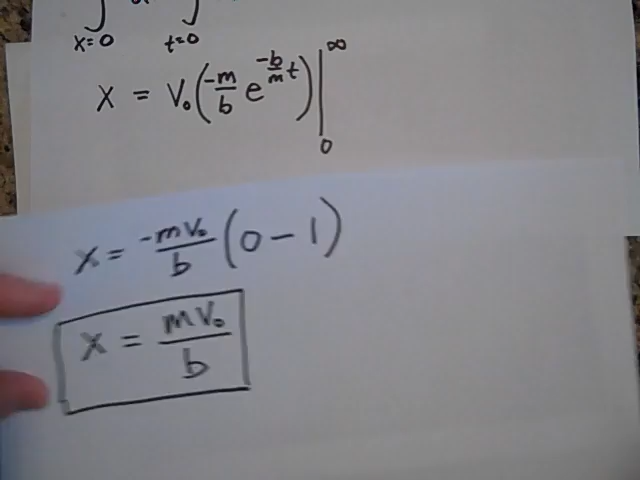 ∫ ∫
x=0 t=0
x = V₀(-m/b e^(-b/m t))|₀^∞
x = -mv₀/b (0-1)
x = mv₀/b